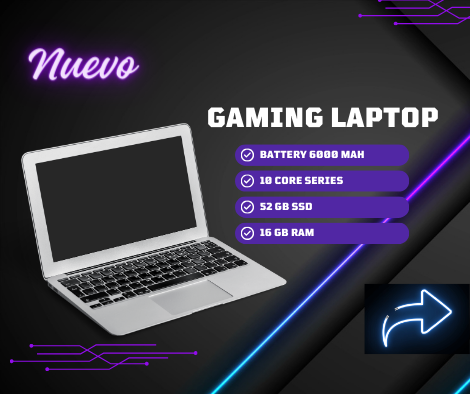 Nuevo
GAMING LAPTOP
BATTERY 6000 MAH
10 CORE SERIES
52 GB SSD
16 GB RAM